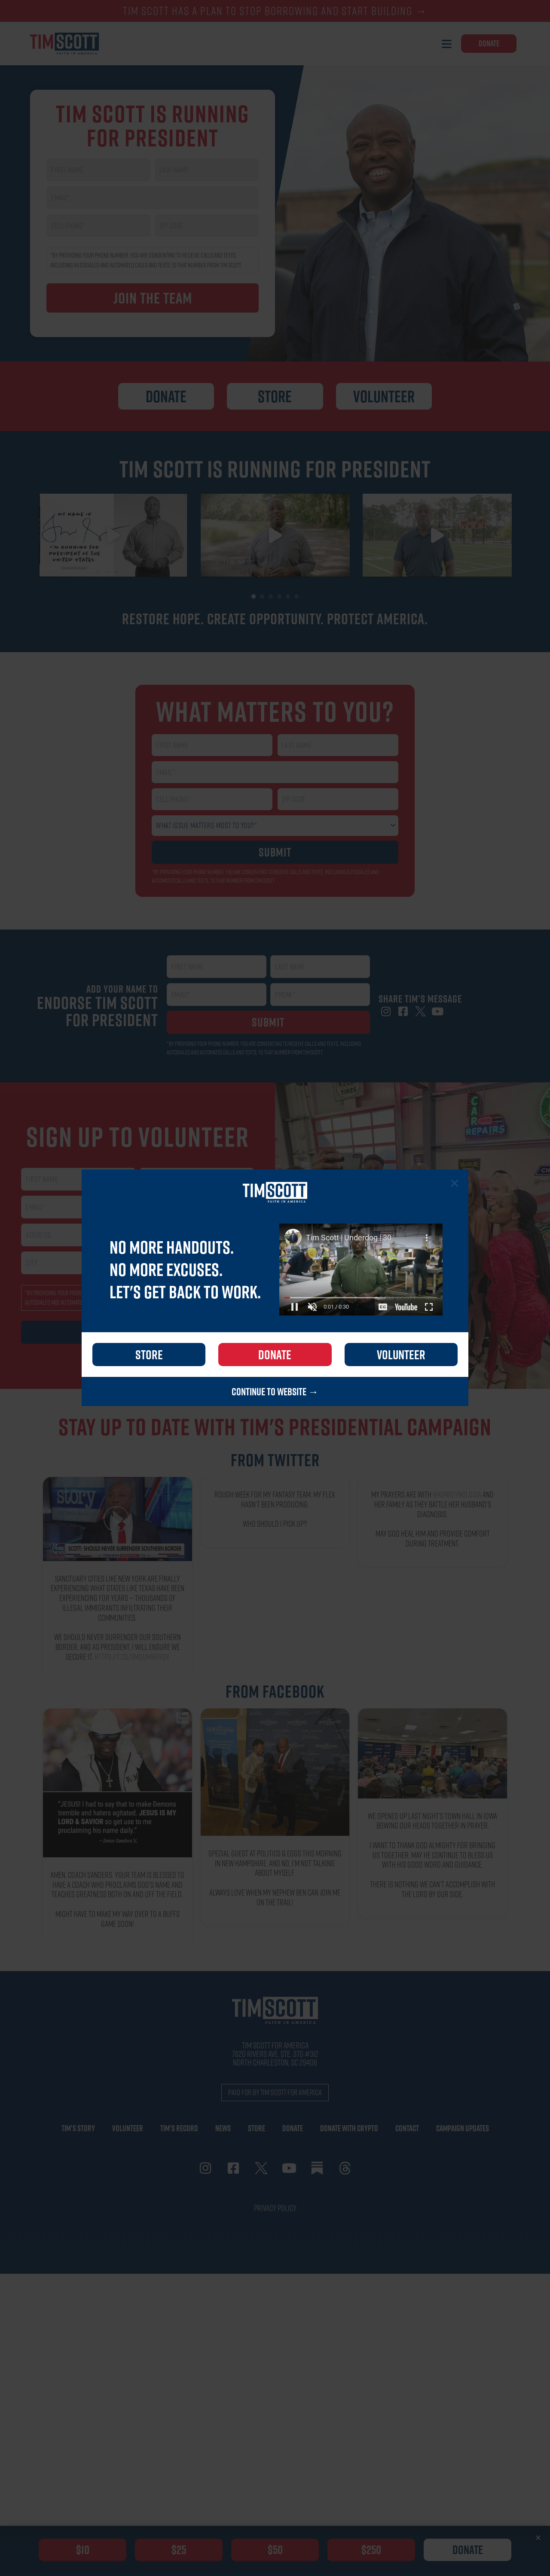 TIM SCOTT HAS A PLAN TO STOP BORROWING AND START BUILDING →
TIMSCOTT
FAITH IN AMERICA
DONATE
TIM SCOTT IS RUNNING
FOR PRESIDENT
JOIN THE TEAM
DONATE
STORE
VOLUNTEER
TIM SCOTT IS RUNNING FOR PRESIDENT
MY NAME IS
I'M RUNNING FOR
PRESIDENT OF THE
UNITED STATES
RESTORE HOPE. CREATE OPPORTUNITY. PROTECT AMERICA.
WHAT MATTERS TO YOU?
FIRST NAME
LAST NAME
EMAIL
ZIP CODE
WHAT ISSUE MATTERS MOST TO YOU?*
SUBMIT
ADD YOUR NAME TO
ENDORSE TIM SCOTT
FOR PRESIDENT
FIRST NAME
LAST NAME
SUBMIT
SHARE TIM'S MESSAGE
SIGN UP TO VOLUNTEER
CAR
REPAIRS
TIMSCOTT
FAITH IN AMERICA
NO MORE HANDOUTS.
NO MORE EXCUSES.
LET'S GET BACK TO WORK.
Tim Scott | Underdog | 30
0:01 / 0:30
CC
YouTube
STORE
DONATE
VOLUNTEER
CONTINUE TO WEBSITE →
STAY UP TO DATE WITH TIM'S PRESIDENTIAL CAMPAIGN
FROM TWITTER
story
SCOTT: SHOULD NEVER SURRENDER SOUTHERN BORDER
SANCTUARY CITIES LIKE NEW YORK ARE FINALLY
EXPERIENCING WHAT STATES LIKE TEXAS HAVE BEEN
EXPERIENCING FOR YEARS – THOUSANDS OF
ILLEGAL IMMIGRANTS INFILTRATING THEIR
COMMUNITIES.
WE SHOULD NEVER SURRENDER OUR SOUTHERN
BORDER, AND AS PRESIDENT, I WILL ENSURE WE
SECURE IT.
ROUGH WEEK FOR MY FANTASY TEAM. MY FLEX
HASN'T BEEN PRODUCING.
WHO SHOULD I PICK UP?
MY PRAYERS ARE WITH
AND
HER FAMILY AS THEY BATTLE HER HUSBAND'S
DIAGNOSIS.
MAY GOD HEAL HIM AND PROVIDE COMFORT
DURING TREATMENT.
FROM FACEBOOK
"JESUS! I had to say that to make Demons
terrible and haters agitated. JESUS IS MY
LORD & SAVIOR so get use to me
proclaiming his name daily."
AMEN, COACH SANDERS. YOUR TEAM IS BLESSED TO
HAVE A COACH WHO PROCLAIMS GOD'S NAME AND
TEACHES GREATNESS BOTH ON AND OFF THE FIELD.
MIGHT HAVE TO MAKE MY WAY OVER TO A BUFFS
GAME SOON!
SPECIAL GUEST AT POLITICS & EGGS THIS MORNING
IN NEW HAMPSHIRE. AND NO, I'M NOT TALKING
ABOUT MYSELF.
ALWAYS LOVE WHEN MY NEPHEW BEN CAN JOIN ME
ON THE TRAIL!
WE OPENED UP LAST NIGHT'S TOWN HALL IN IOWA
BOWING OUR HEADS TOGETHER IN PRAYER.
I WANT TO THANK GOD ALMIGHTY FOR BRINGING
US TOGETHER. MAY HE CONTINUE TO BLESS US
WITH HIS GOOD WORD AND GUIDANCE.
THERE IS NOTHING WE CAN'T ACCOMPLISH WITH
THE LORD BY OUR SIDE.
TIMSCOTT
FAITH IN AMERICA
TIM SCOTT FOR AMERICA
NORTH CHARLESTON, SC 29406
PAID FOR BY TIM SCOTT FOR AMERICA
TIM'S STORY
VOLUNTEER
TIM'S RECORD
NEWS
STORE
DONATE
DONATE WITH CRYPTO
CONTACT
CAMPAIGN UPDATES
PRIVACY POLICY
$10
$25
$50
$250
DONATE